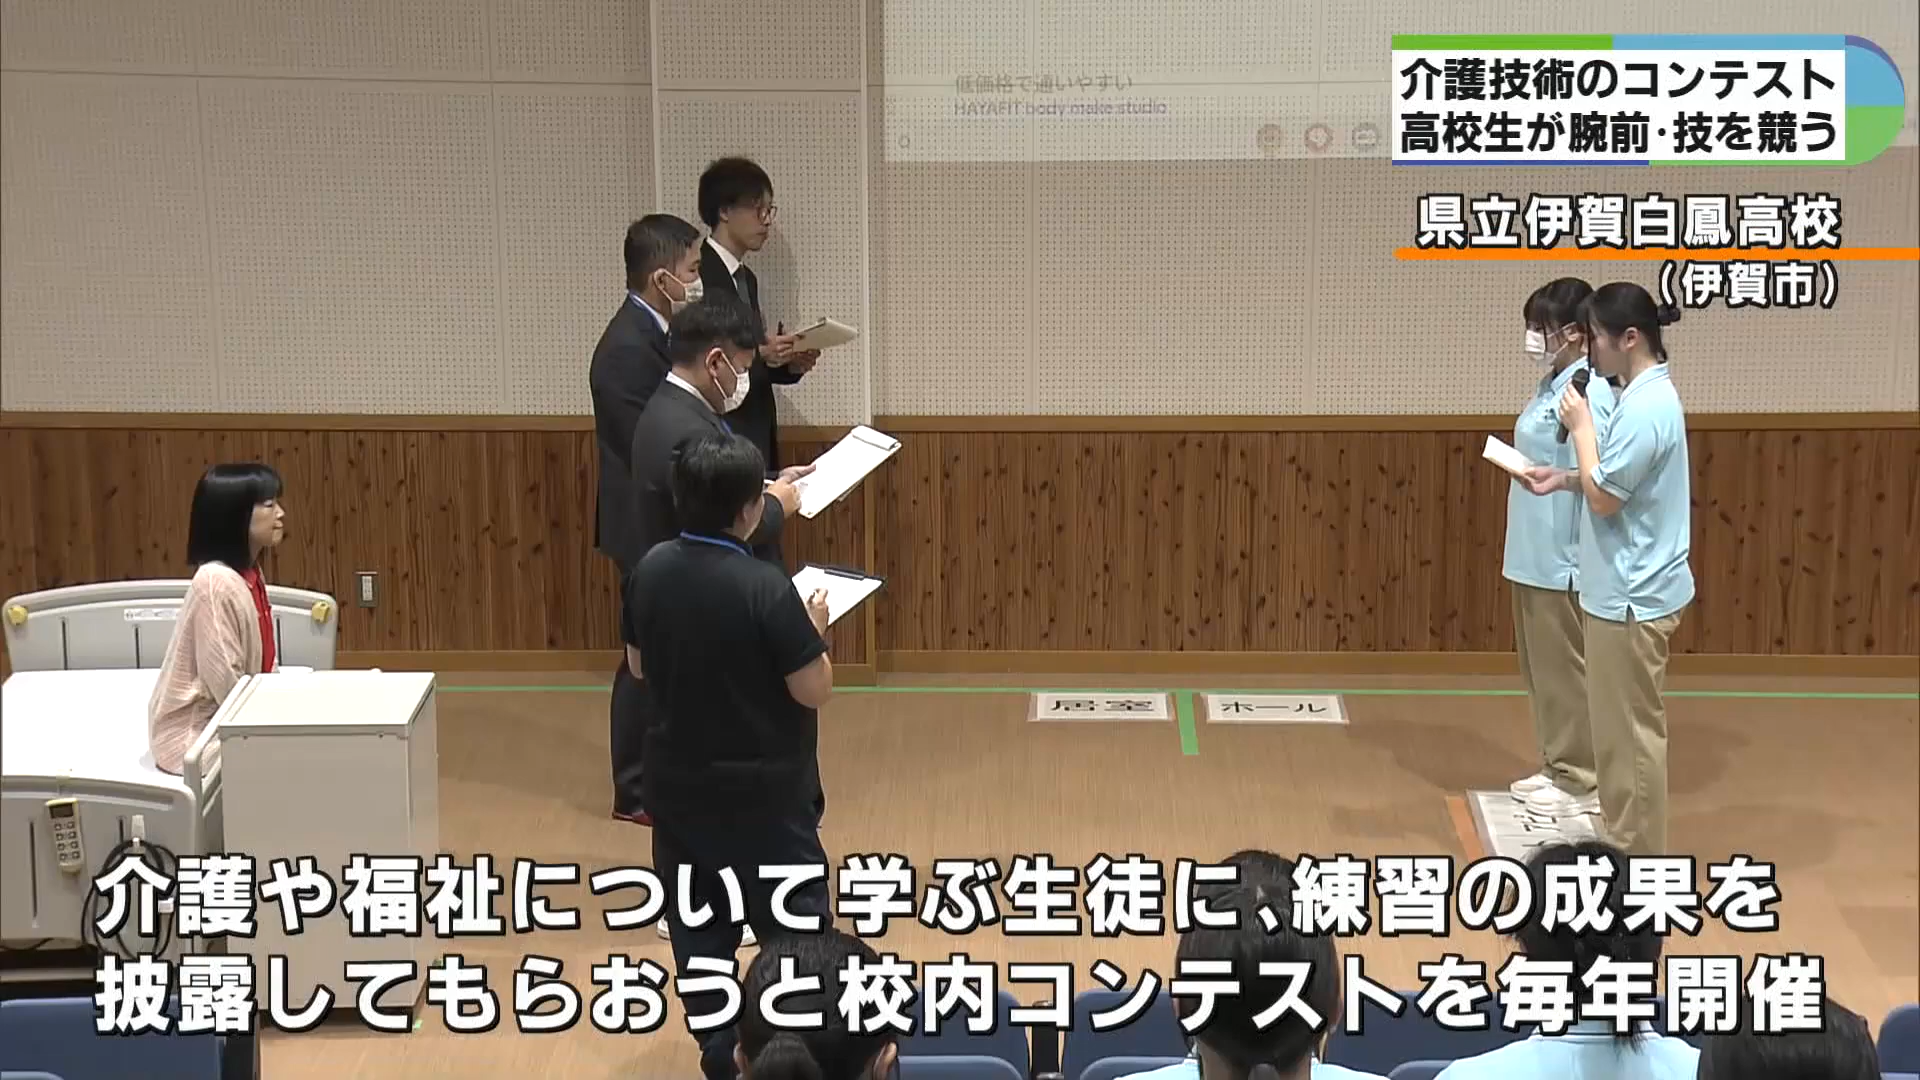 低価格で通いやすい
HAYAFIT body make studio
介護技術のコンテスト
高校生が腕前・技を競う
県立伊賀白鳳高校
（伊賀市）
居室
ホール
介護や福祉について学ぶ生徒に、練習の成果を
披露してもらおうと校内コンテストを毎年開催